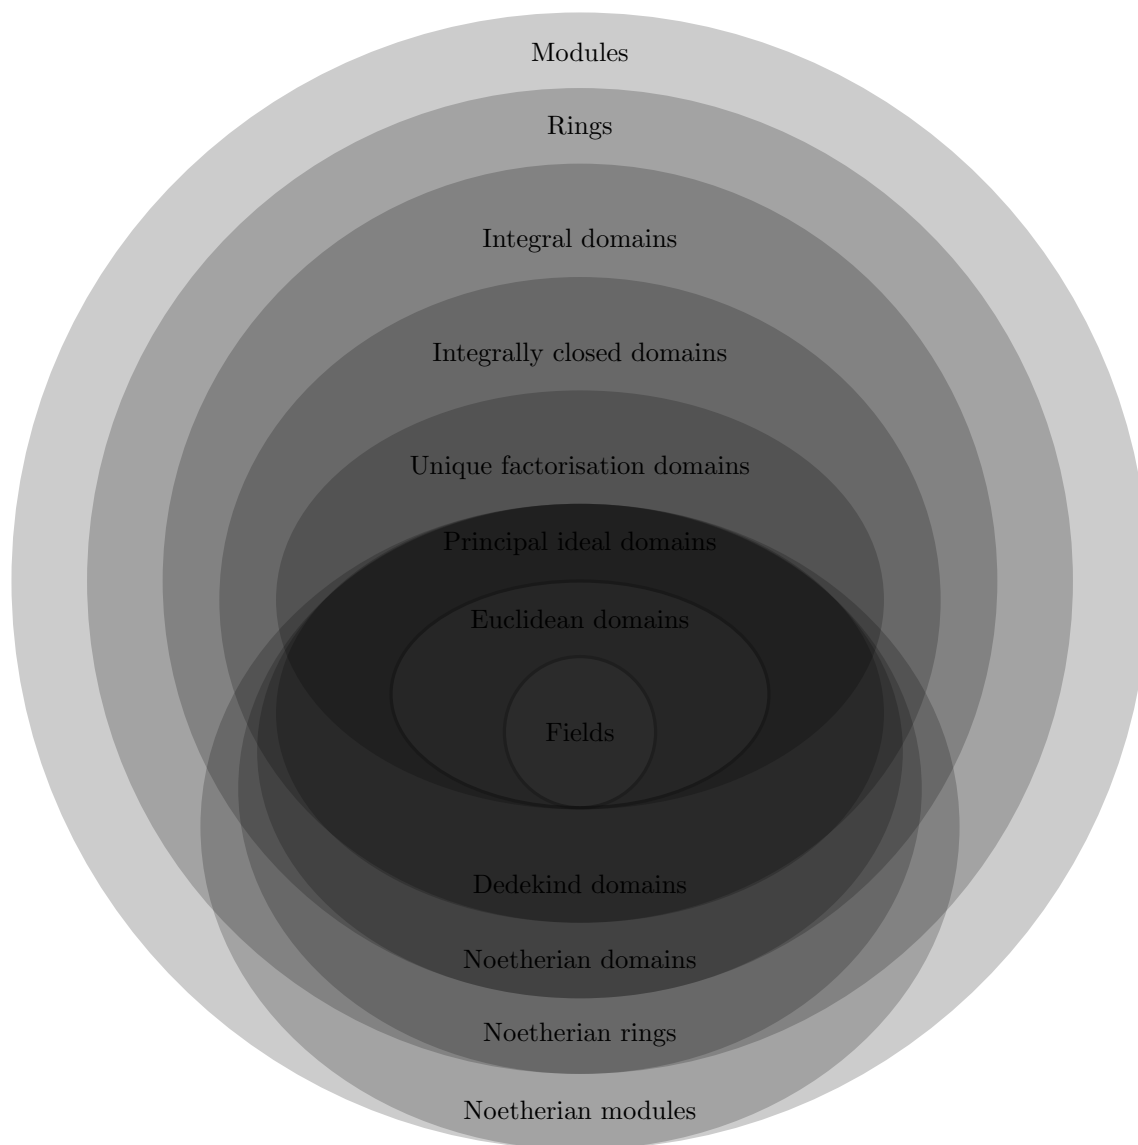 Modules
Rings
Integral domains
Integrally closed domains
Unique factorisation domains
Principal ideal domains
Euclidean domains
Fields
Dedekind domains
Noetherian domains
Noetherian rings
Noetherian modules